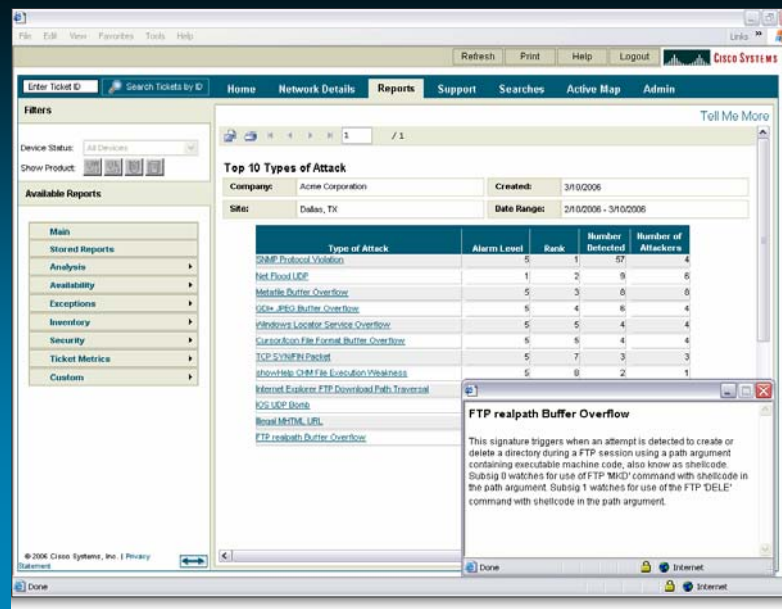 File Edit View Favorites Tools Help
Links »
Refresh Print Help Logout CISCO SYSTEMS
Enter Ticket ID Search Tickets by ID
Home Network Details Reports Support Searches Active Map Admin
Filters
Device Status: All Devices
Show Product:
Available Reports
Main
Stored Reports
Analysis
Availability
Exceptions
Inventory
Security
Ticket Metrics
Custom
© 2006 Cisco Systems, Inc. | Privacy
Statement
Tell Me More
1 /1
Top 10 Types of Attack
Company: Acme Corporation Created: 3/10/2006
Site: Dallas, TX Date Range: 2/10/2006 - 3/10/2006
Type of Attack Alarm Level Rank Number Detected Number of Attackers
SNMP Protocol Violation 5 1 57 4
Net Flood UDP 1 2 9 6
Metafile Buffer Overflow 5 3 8 8
GDI+ JPEG Buffer Overflow 5 4 6 4
Windows Locator Service Overflow 5 5 4 4
Cursor/Icon File Format Buffer Overflow 5 5 4 4
TCP SYN/FIN Packet 5 7 3 3
showHelp CHM File Execution Weakness 5 8 2 1
Internet Explorer FTP Download Path Traversal
IOS UDP Bomb
Illegal MHTML URL
FTP realpath Buffer Overflow
FTP realpath Buffer Overflow
This signature triggers when an attempt is detected to create or
delete a directory during a FTP session using a path argument
containing executable machine code, also know as shellcode.
Subsig 0 watches for use of FTP 'MKD' command with shellcode in
the path argument. Subsig 1 watches for use of the FTP 'DELE'
command with shellcode in the path argument.
Done Internet
Done Internet